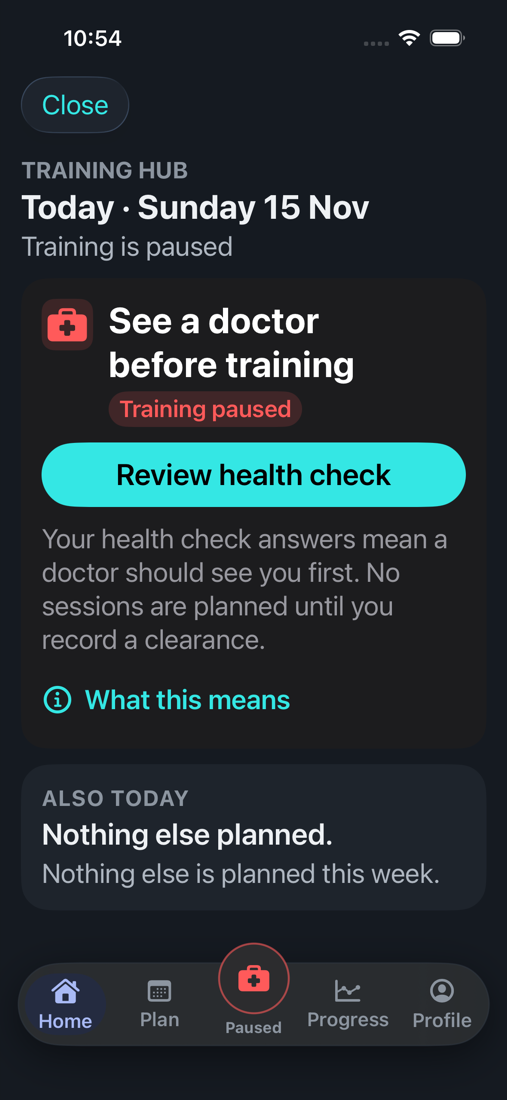 10:54
Close
TRAINING HUB
Today · Sunday 15 Nov
Training is paused
See a doctor
before training
Training paused
Review health check
Your health check answers mean a
doctor should see you first. No
sessions are planned until you
record a clearance.
What this means
ALSO TODAY
Nothing else planned.
Nothing else is planned this week.
Home
Plan
Paused
Progress
Profile